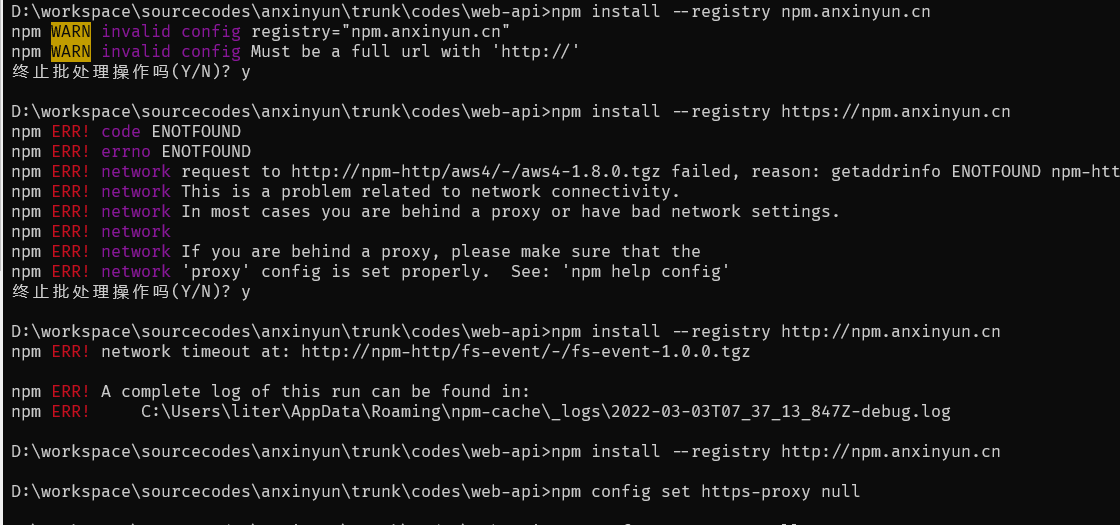 D:\workspace\sourcecodes\anxinyun\trunk\codes\web-api>npm install --registry npm.anxinyun.cn
npm WARN invalid config registry="npm.anxinyun.cn"
npm WARN invalid config Must be a full url with 'http://'
终止批处理操作吗(Y/N)? y
D:\workspace\sourcecodes\anxinyun\trunk\codes\web-api>npm install --registry https://npm.anxinyun.cn
npm ERR! code ENOTFOUND
npm ERR! errno ENOTFOUND
npm ERR! network request to http://npm-http/aws4/-/aws4-1.8.0.tgz failed, reason: getaddrinfo ENOTFOUND npm-htt
npm ERR! network This is a problem related to network connectivity.
npm ERR! network In most cases you are behind a proxy or have bad network settings.
npm ERR! network
npm ERR! network If you are behind a proxy, please make sure that the
npm ERR! network 'proxy' config is set properly.  See: 'npm help config'
终止批处理操作吗(Y/N)? y
D:\workspace\sourcecodes\anxinyun\trunk\codes\web-api>npm install --registry http://npm.anxinyun.cn
npm ERR! network timeout at: http://npm-http/fs-event/-/fs-event-1.0.0.tgz
npm ERR! A complete log of this run can be found in:
npm ERR!     C:\Users\liter\AppData\Roaming\npm-cache\_logs\2022-03-03T07_37_13_847Z-debug.log
D:\workspace\sourcecodes\anxinyun\trunk\codes\web-api>npm install --registry http://npm.anxinyun.cn
D:\workspace\sourcecodes\anxinyun\trunk\codes\web-api>npm config set https-proxy null